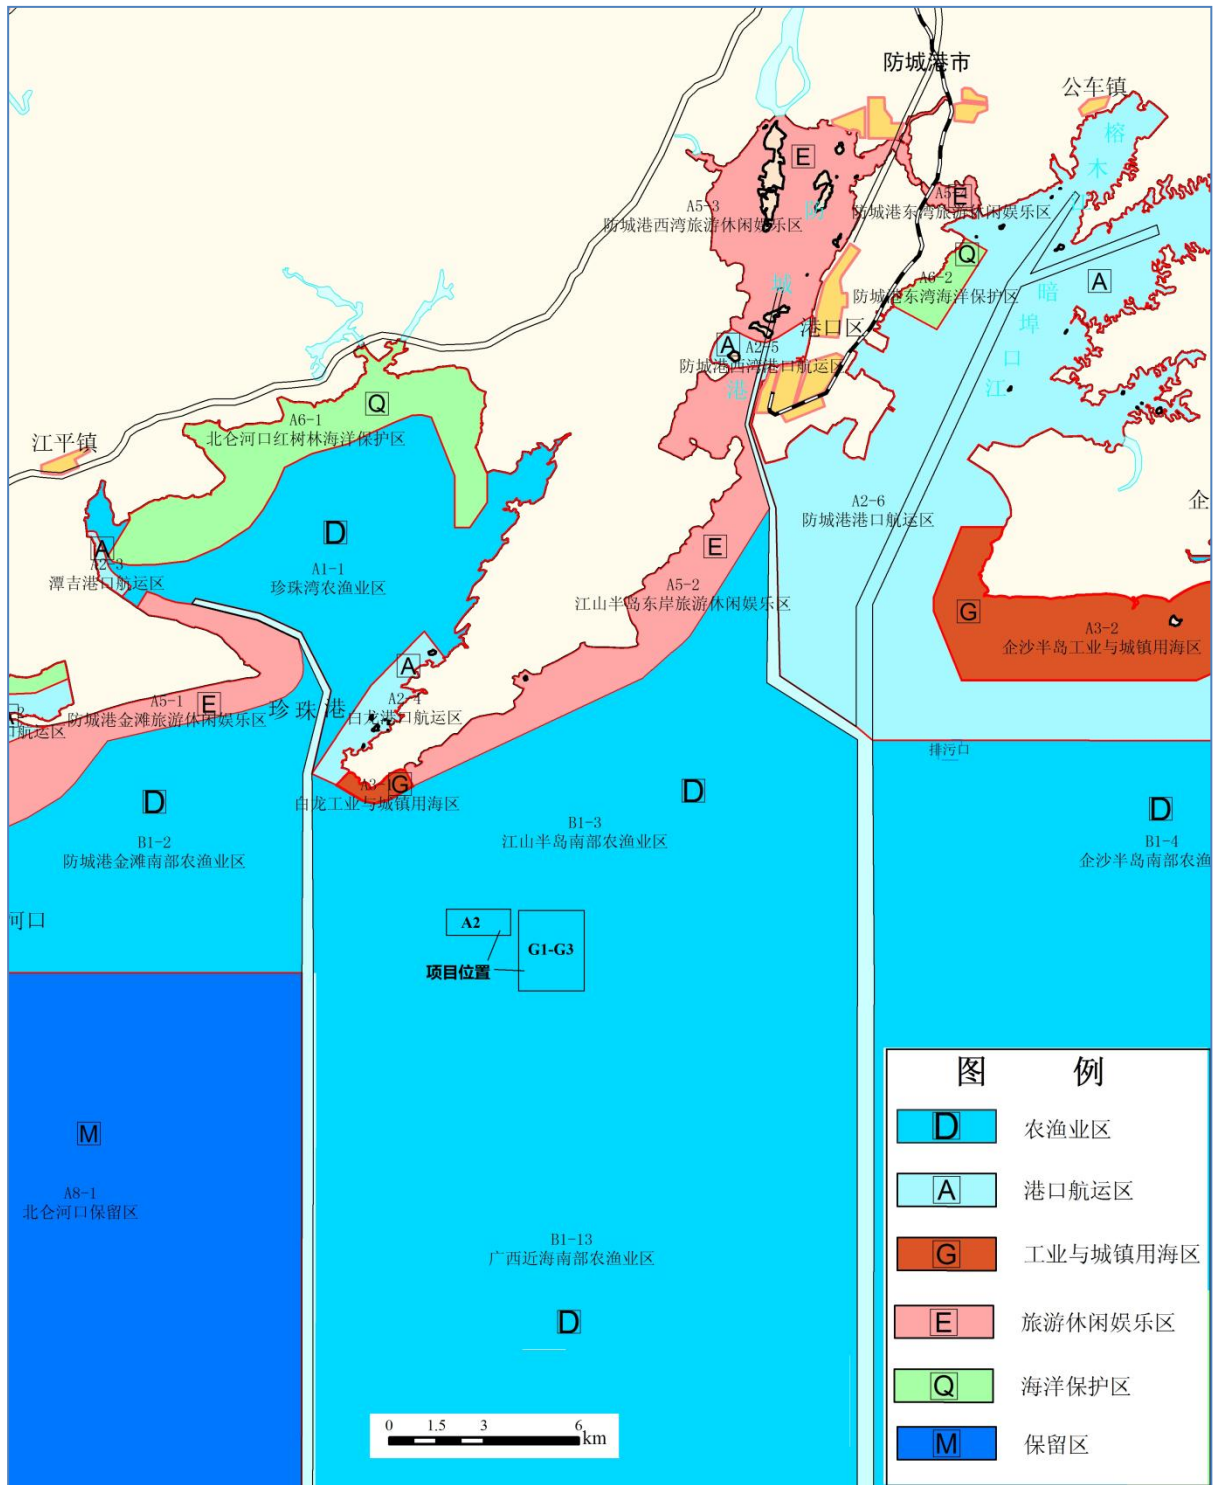 防城港市
公车镇
榕
木
江
E
A5-3
防城港西湾旅游休闲娱乐区
防
城
港
E
防城港东湾旅游休闲娱乐区
Q
A6-2
防城港东湾海洋保护区
A
暗
埠
口
江
港口区
A
A2-5
防城港西湾港口航运区
Q
A6-1
北仑河口红树林海洋保护区
江平镇
A2-6
防城港港口航运区
企
D
A1-1
珍珠湾农渔业区
A
A2-3
潭吉港口航运区
E
A5-2
江山半岛东岸旅游休闲娱乐区
G
A3-2
企沙半岛工业与城镇用海区
A
A2-4
白龙港口航运区
A5-1
E
防城港金滩旅游休闲娱乐区
珍珠港
口航运区
排污口
G
白龙工业与城镇用海区
D
B1-2
防城港金滩南部农渔业区
D
B1-3
江山半岛南部农渔业区
D
B1-4
企沙半岛南部农渔
河口
A2
G1-G3
项目位置
M
A8-1
北仑河口保留区
B1-13
广西近海南部农渔业区
D
图 例
D 农渔业区
A 港口航运区
G 工业与城镇用海区
E 旅游休闲娱乐区
Q 海洋保护区
M 保留区
0 1.5 3 6
km